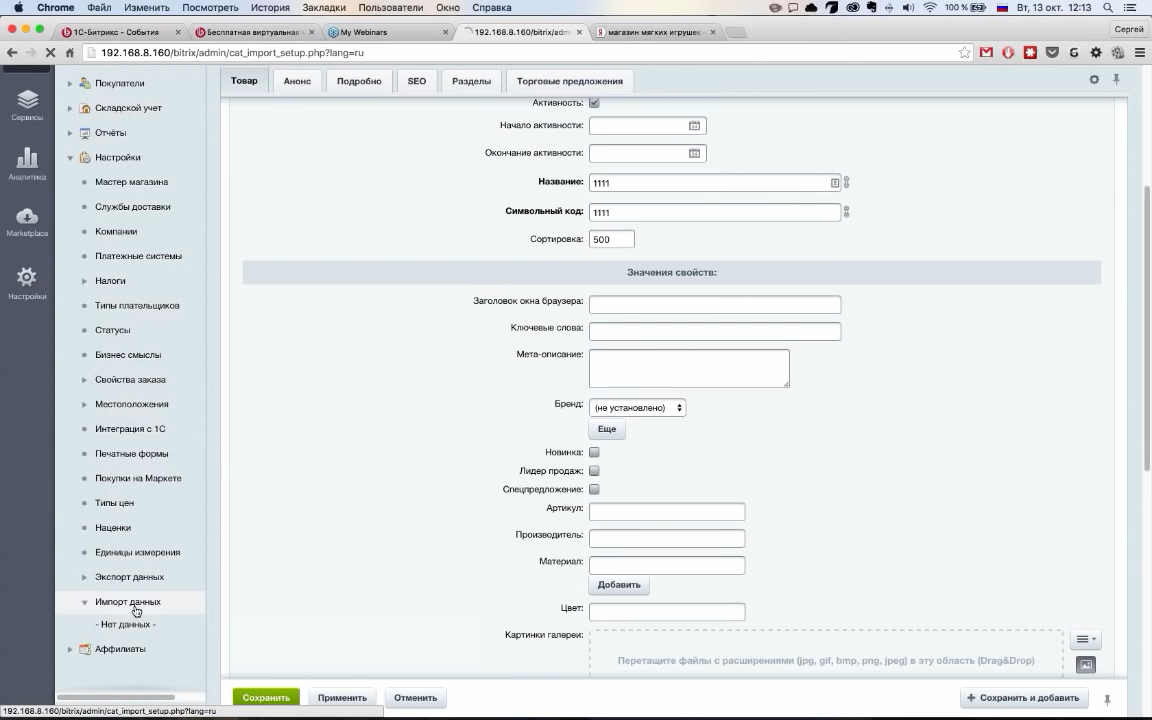 Chrome Файл Изменить Посмотреть История Закладки Пользователи Окно Справка 100 % Вт, 13 окт. 12:13
1С-Битрикс - События Бесплатная виртуальная My Webinars 192.168.8.160/bitrix/admin/ магазин мягких игрушек Сергей
192.168.8.160/bitrix/admin/cat_import_setup.php?lang=ru
Сервисы
Аналитика
Marketplace
Настройки
Покупатели
Складской учет
Отчёты
Настройки
Мастер магазина
Службы доставки
Компании
Платежные системы
Налоги
Типы плательщиков
Статусы
Бизнес смыслы
Свойства заказа
Местоположения
Интеграция с 1С
Печатные формы
Покупки на Маркете
Типы цен
Наценки
Единицы измерения
Экспорт данных
Импорт данных
- Нет данных -
Аффилиаты
Товар Анонс Подробно SEO Разделы Торговые предложения
Активность:
Начало активности:
Окончание активности:
Название: 1111
Символьный код: 1111
Сортировка: 500
Значения свойств:
Заголовок окна браузера:
Ключевые слова:
Мета-описание:
Бренд: (не установлено)
Еще
Новинка:
Лидер продаж:
Спецпредложение:
Артикул:
Производитель:
Материал:
Добавить
Цвет:
Картинки галереи:
Перетащите файлы с расширениями (jpg, gif, bmp, png, jpeg) в эту область (Drag&Drop)
Сохранить Применить Отменить + Сохранить и добавить
192.168.8.160/bitrix/admin/cat_import_setup.php?lang=ru